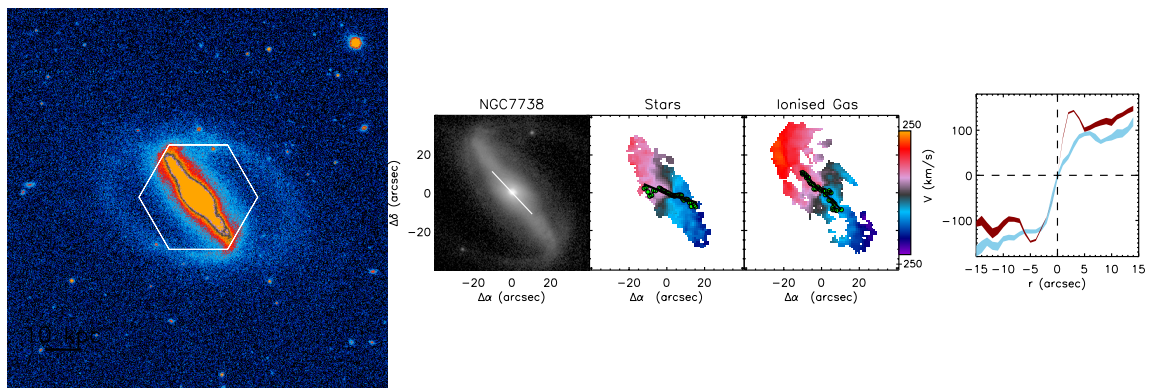 NGC7738
Stars
Ionised Gas
Δδ (arcsec)
20
0
−20
−20 0 20
Δα (arcsec)
−20 0 20
Δα (arcsec)
−20 0 20
Δα (arcsec)
250
250
V (km/s)
100
0
−100
−15 −10 −5 0 5 10 15
r (arcsec)